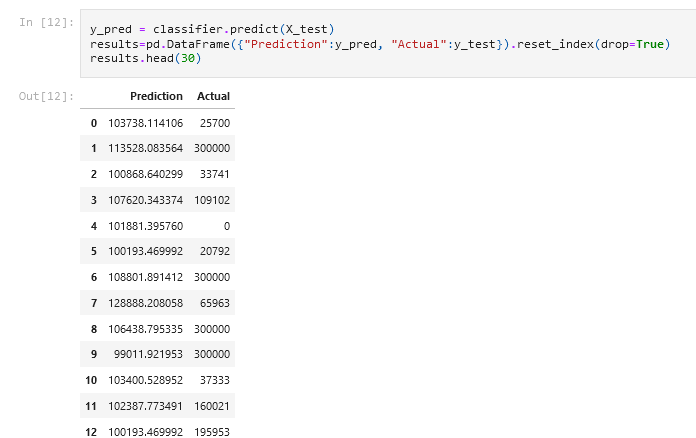 In [12]:
y_pred = classifier.predict(X_test)
results=pd.DataFrame({"Prediction":y_pred, "Actual":y_test}).reset_index(drop=True)
results.head(30)
Out[12]:
Prediction Actual
0 103738.114106 25700
1 113528.083564 300000
2 100868.640299 33741
3 107620.343374 109102
4 101881.395760 0
5 100193.469992 20792
6 108801.891412 300000
7 128888.208058 65963
8 106438.795335 300000
9 99011.921953 300000
10 103400.528952 37333
11 102387.773491 160021
12 100193.469992 195953